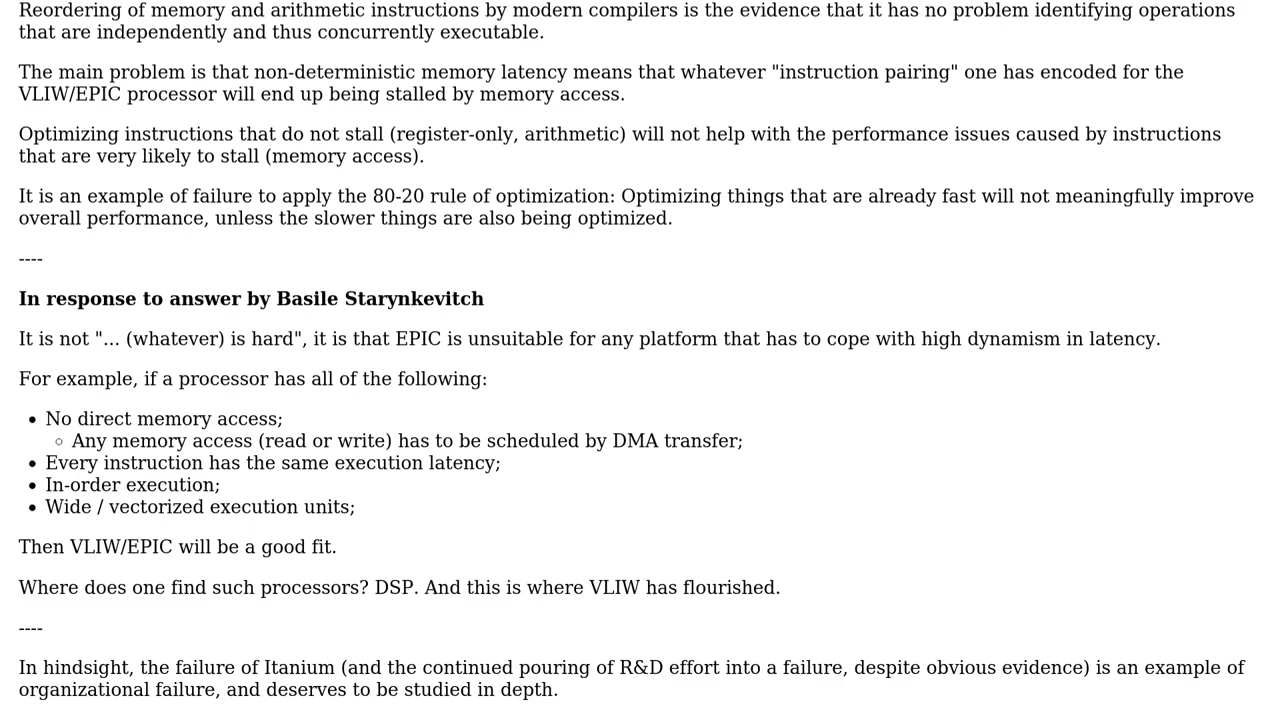 Reordering of memory and arithmetic instructions by modern compilers is the evidence that it has no problem identifying operations
that are independently and thus concurrently executable.
The main problem is that non-deterministic memory latency means that whatever "instruction pairing" one has encoded for the
VLIW/EPIC processor will end up being stalled by memory access.
Optimizing instructions that do not stall (register-only, arithmetic) will not help with the performance issues caused by instructions
that are very likely to stall (memory access).
It is an example of failure to apply the 80-20 rule of optimization: Optimizing things that are already fast will not meaningfully improve
overall performance, unless the slower things are also being optimized.
----
In response to answer by Basile Starynkevitch
It is not "... (whatever) is hard", it is that EPIC is unsuitable for any platform that has to cope with high dynamism in latency.
For example, if a processor has all of the following:
• No direct memory access;
◦ Any memory access (read or write) has to be scheduled by DMA transfer;
• Every instruction has the same execution latency;
• In-order execution;
• Wide / vectorized execution units;
Then VLIW/EPIC will be a good fit.
Where does one find such processors? DSP. And this is where VLIW has flourished.
----
In hindsight, the failure of Itanium (and the continued pouring of R&D effort into a failure, despite obvious evidence) is an example of
organizational failure, and deserves to be studied in depth.